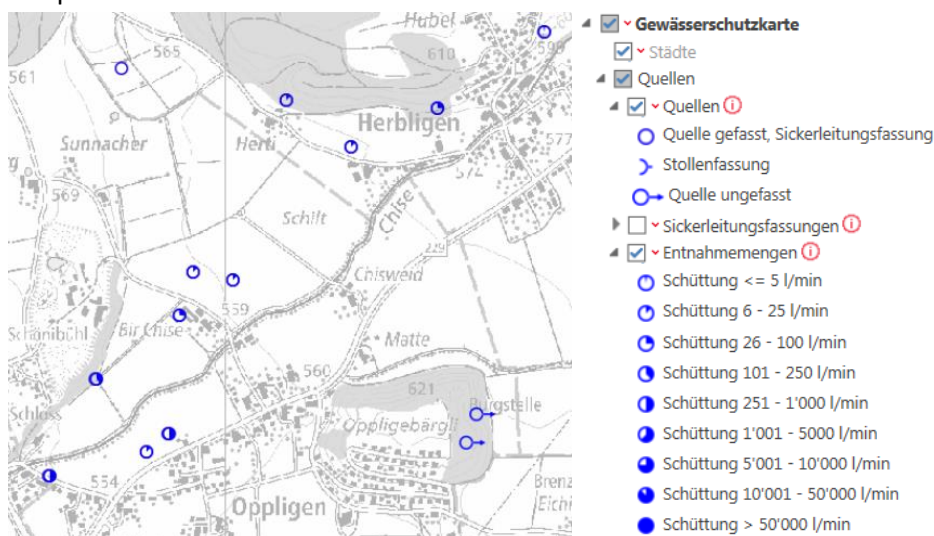 Hubel
565
590
561
610
Herbligen
Sunnacher
Herti
577
572
569
Schilt
Chise
229
Chisweid
559
Schönibühl
Bir Chise
Matte
560
621
Burgstelle
Schloss
Oppligebärgli
554
Oppligen
Gewässerschutzkarte
Städte
Quellen
Quellen
Quelle gefasst, Sickerleitungsfassung
Stollenfassung
Quelle ungefasst
Sickerleitungsfassungen
Entnahmemengen
Schüttung <= 5 l/min
Schüttung 6 - 25 l/min
Schüttung 26 - 100 l/min
Schüttung 101 - 250 l/min
Schüttung 251 - 1'000 l/min
Schüttung 1'001 - 5000 l/min
Schüttung 5'001 - 10'000 l/min
Schüttung 10'001 - 50'000 l/min
Schüttung > 50'000 l/min